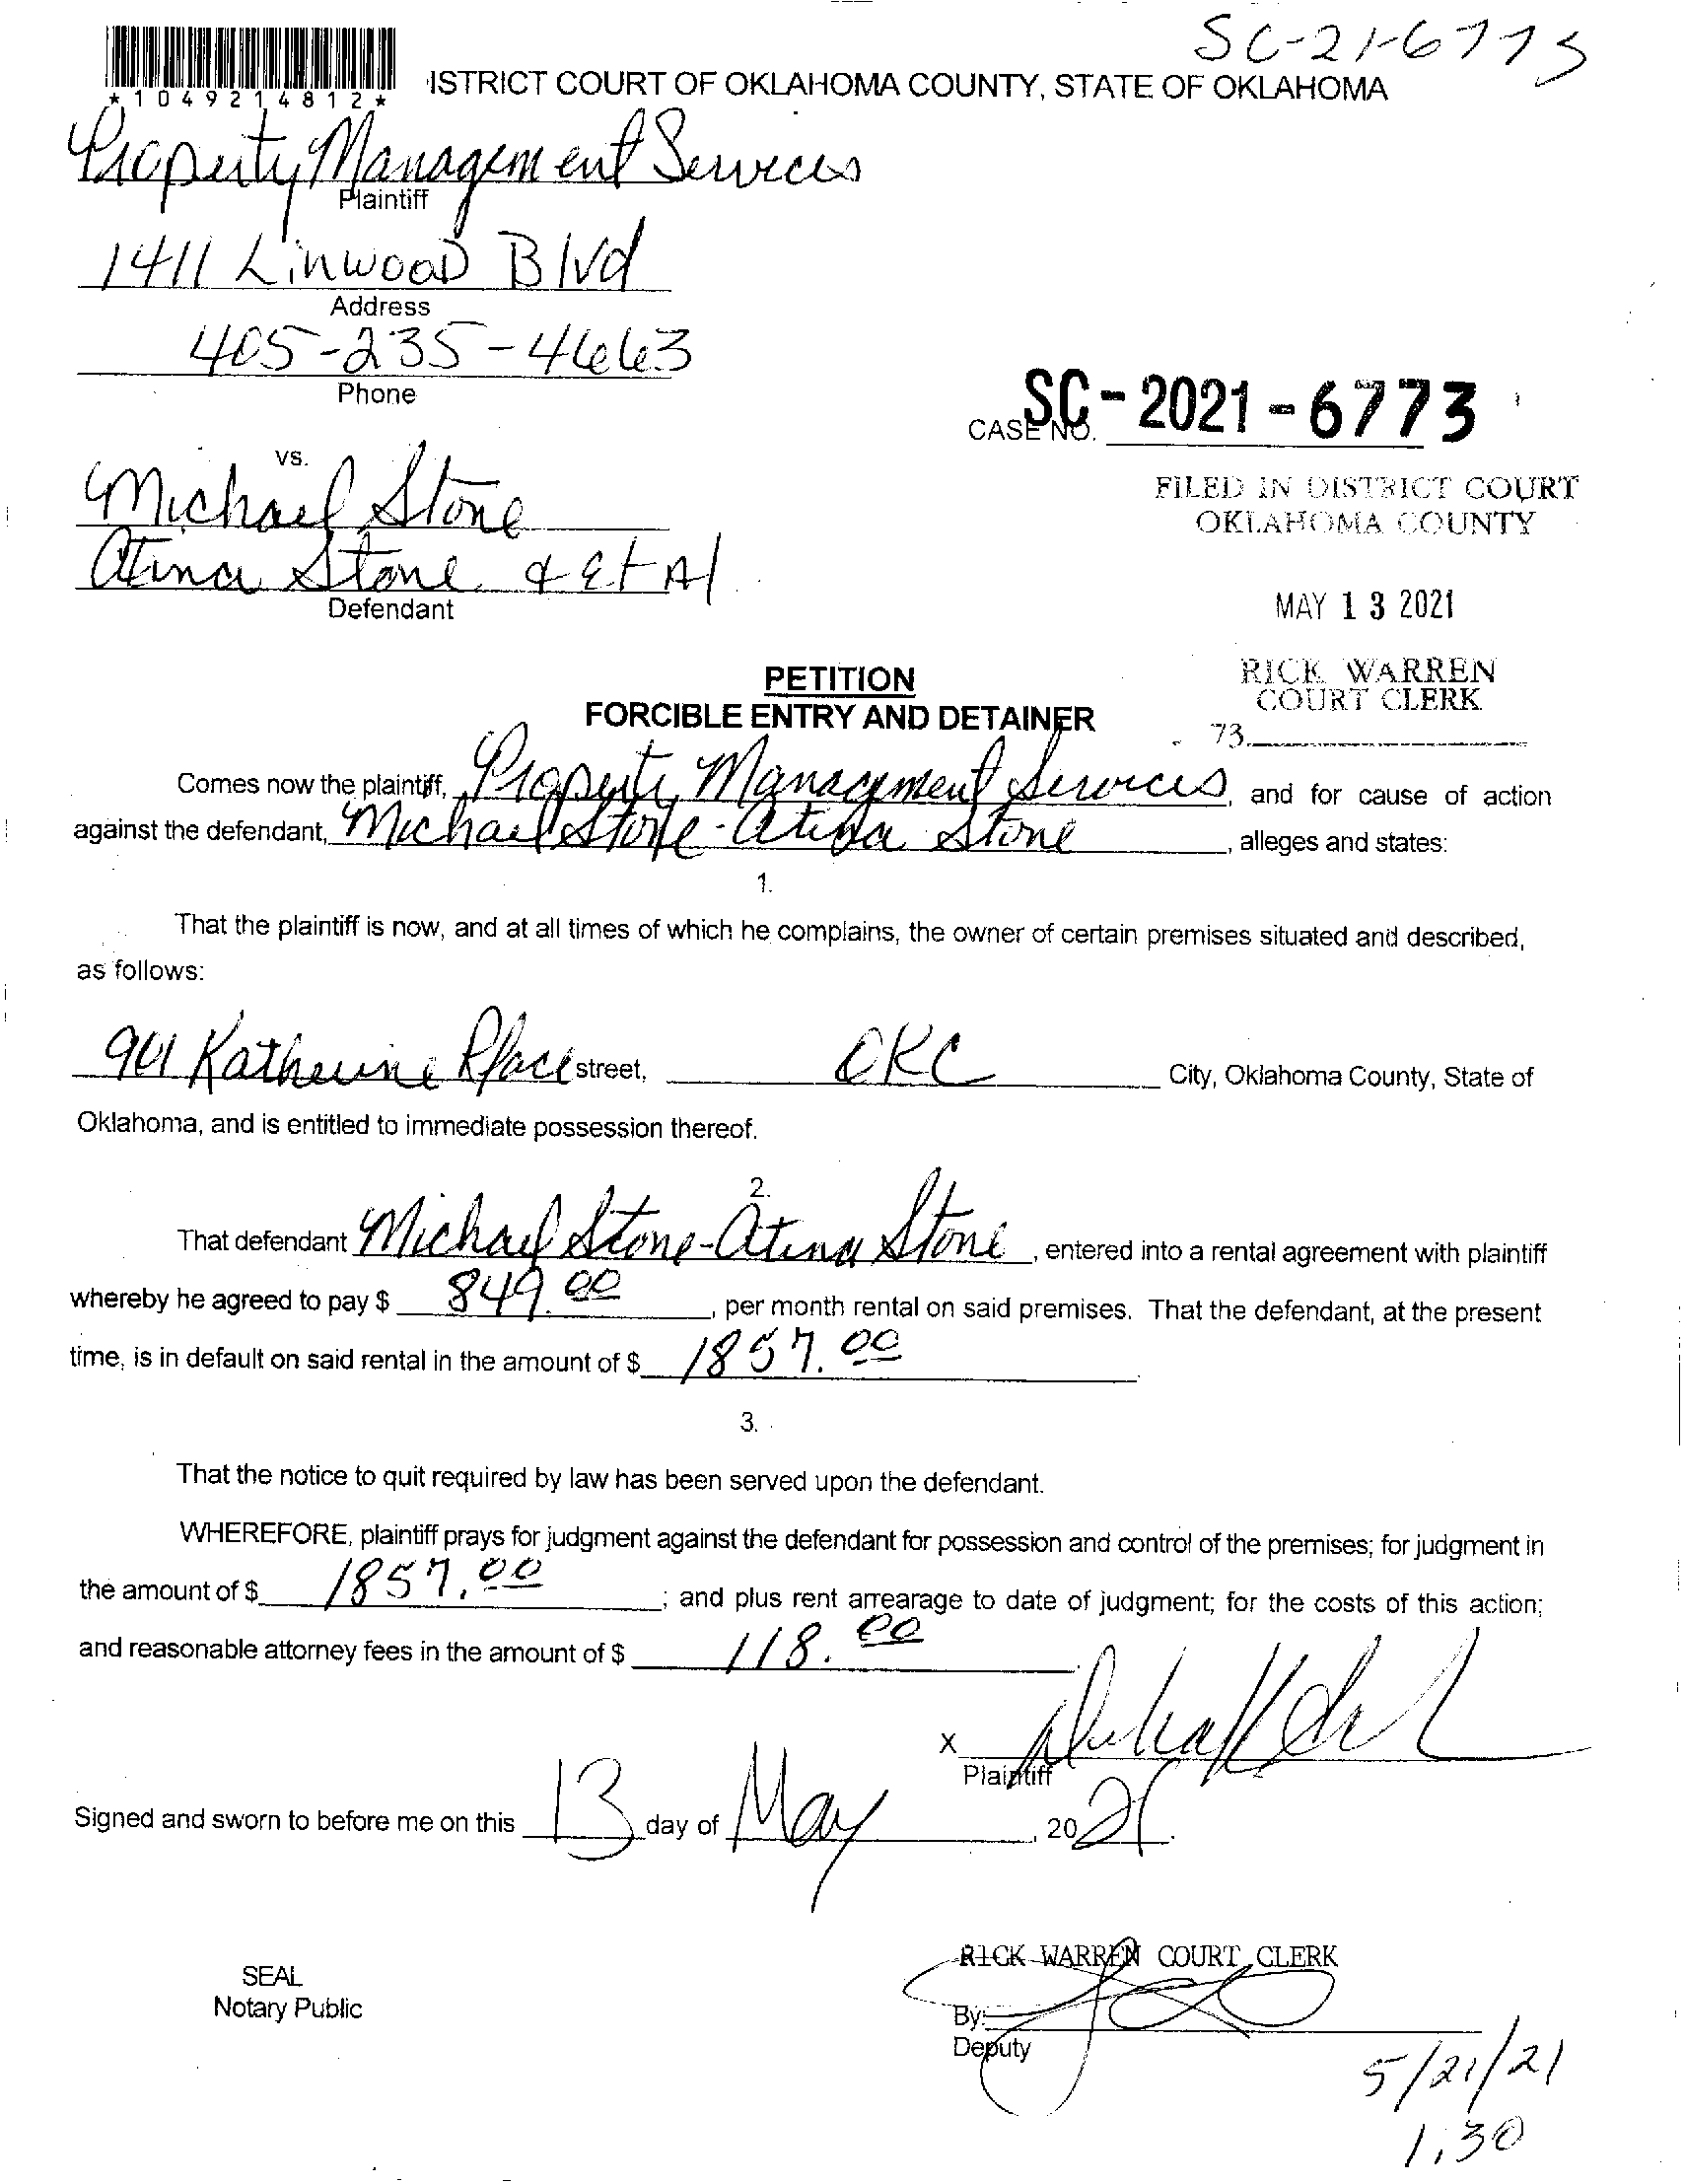 SC-21-6773
*1049214812*
ISTRICT COURT OF OKLAHOMA COUNTY, STATE OF OKLAHOMA
Property Management Services
Plaintiff
1411 Linwood Blvd
Address
405-235-4663
Phone
CASE NO. SC-2021-6773
vs.
FILED IN DISTRICT COURT
OKLAHOMA COUNTY
Michael Stone
Atina Stone & Et Al
Defendant
MAY 13 2021
RICK WARREN
COURT CLERK
73
PETITION
FORCIBLE ENTRY AND DETAINER
Comes now the plaintiff, Property Management Services, and for cause of action
against the defendant, Michael Stone-Atina Stone, alleges and states:
1.
That the plaintiff is now, and at all times of which he complains, the owner of certain premises situated and described,
as follows:
901 Katherine Place street, OKC City, Oklahoma County, State of
Oklahoma, and is entitled to immediate possession thereof.
2.
That defendant Michael Stone-Atina Stone, entered into a rental agreement with plaintiff
whereby he agreed to pay $ 849.00, per month rental on said premises. That the defendant, at the present
time, is in default on said rental in the amount of $ 1857.00
3.
That the notice to quit required by law has been served upon the defendant.
WHEREFORE, plaintiff prays for judgment against the defendant for possession and control of the premises; for judgment in
the amount of $ 1857.00; and plus rent arrearage to date of judgment; for the costs of this action;
and reasonable attorney fees in the amount of $ 118.00.
X
Plaintiff
Signed and sworn to before me on this 13 day of May, 2021.
RICK WARREN COURT CLERK
SEAL
Notary Public
By:
Deputy
5/21/21
1:30